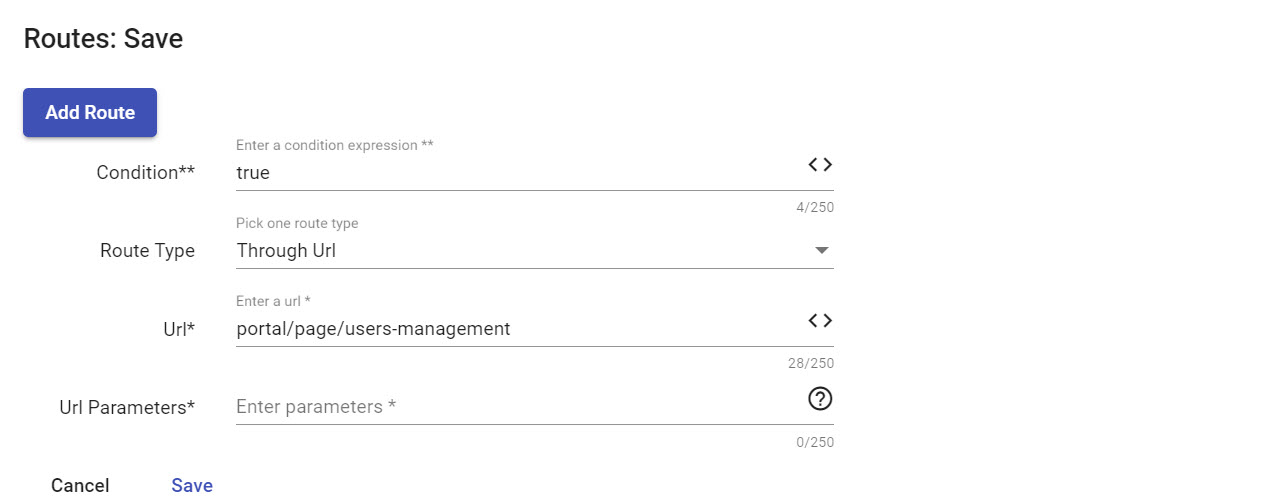 Routes: Save
Add Route
Enter a condition expression **
Condition** true
4/250
Pick one route type
Route Type Through Url
Enter a url *
Url* portal/page/users-management
28/250
Url Parameters* Enter parameters *
0/250
Cancel Save